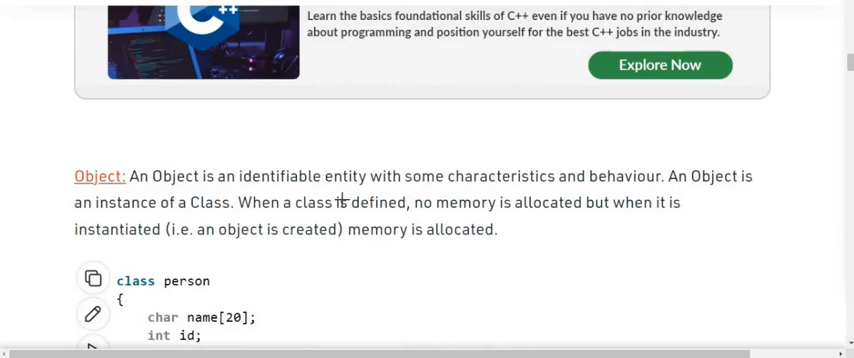 C++
Learn the basics foundational skills of C++ even if you have no prior knowledge
about programming and position yourself for the best C++ jobs in the industry.
Explore Now
Object: An Object is an identifiable entity with some characteristics and behaviour. An Object is
an instance of a Class. When a class is defined, no memory is allocated but when it is
instantiated (i.e. an object is created) memory is allocated.
class person
{
char name[20];
int id;